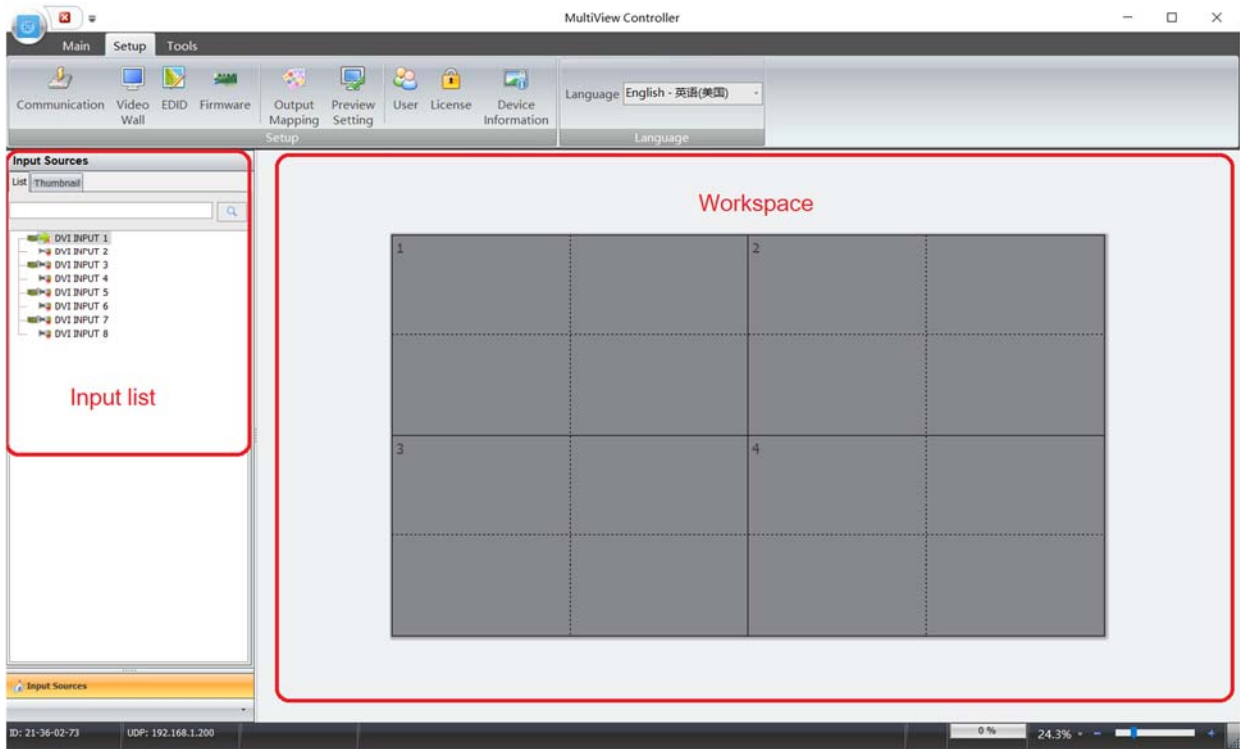 MultiView Controller
Main Setup Tools
Communication Video Wall EDID Firmware Output Mapping Preview Setting User License Device Information
Language English - 英语(美国)
Setup Language
Input Sources
List Thumbnail
DVI INPUT 1
DVI INPUT 2
DVI INPUT 3
DVI INPUT 4
DVI INPUT 5
DVI INPUT 6
DVI INPUT 7
DVI INPUT 8
Input list
Workspace
1 2
3 4
Input Sources
ID: 21-36-02-73 UDP: 192.168.1.200 0 % 24.3%